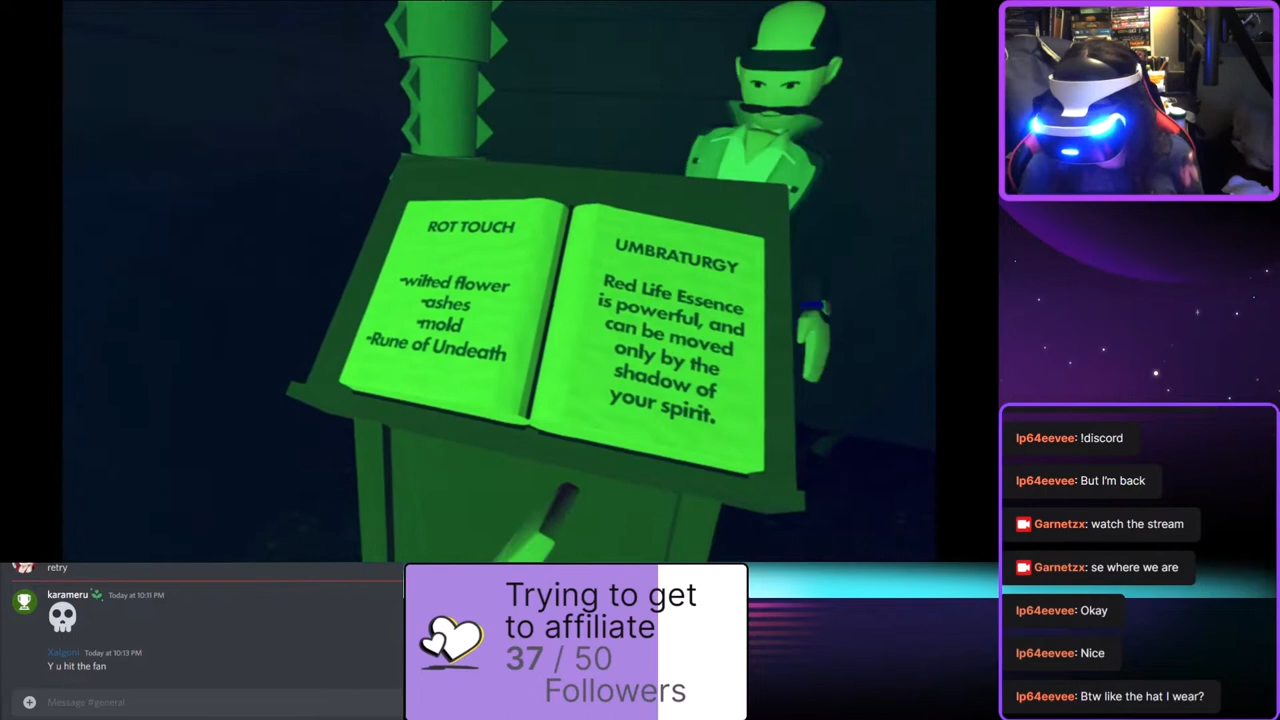 ROT TOUCH
-wilted flower
-ashes
-mold
-Rune of Undeath
UMBRATURGY
Red Life Essence
is powerful, and
can be moved
only by the
shadow of
your spirit.
retry
karameru Today at 10:11 PM
Xalgoni Today at 10:13 PM
Y u hit the fan
Message #general
Trying to get
to affiliate
37 / 50
Followers
lp64eevee: !discord
lp64eevee: But I'm back
Garnetzx: watch the stream
Garnetzx: se where we are
lp64eevee: Okay
lp64eevee: Nice
lp64eevee: Btw like the hat I wear?